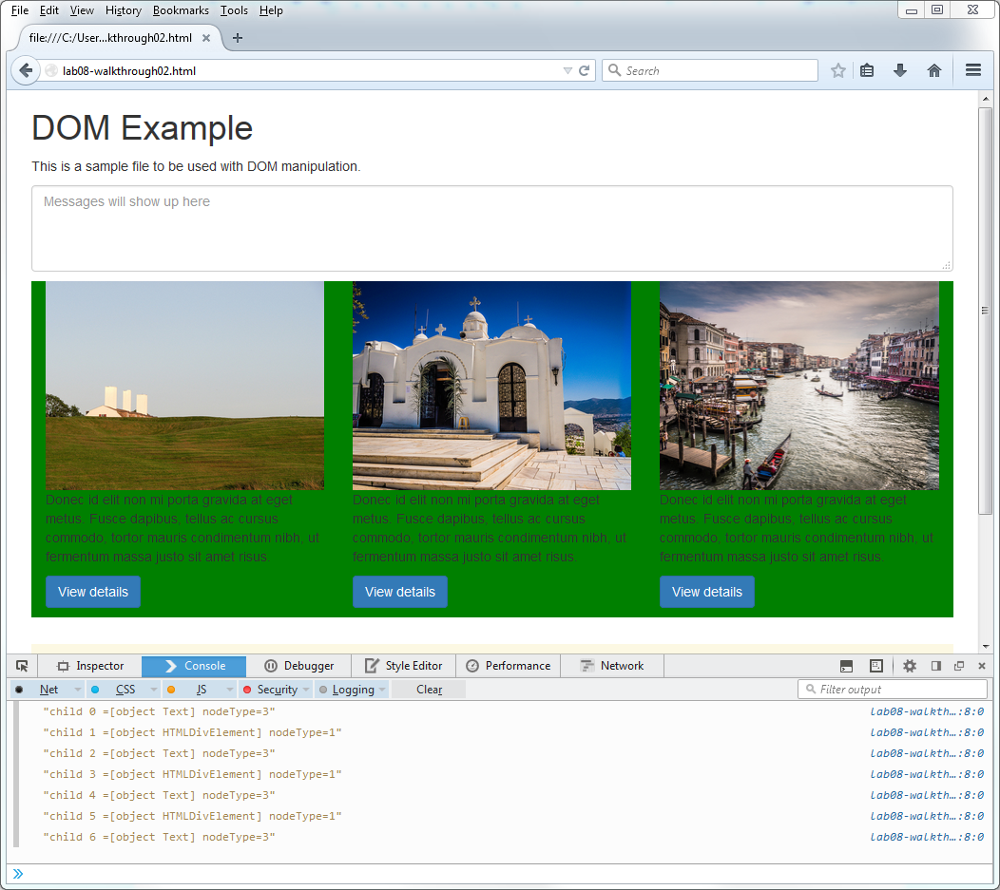 File Edit View History Bookmarks Tools Help
file:///C:/User...kthrough02.html
lab08-walkthrough02.html
Search
DOM Example
This is a sample file to be used with DOM manipulation.
Messages will show up here
Donec id elit non mi porta gravida at eget
metus. Fusce dapibus, tellus ac cursus
commodo, tortor mauris condimentum nibh, ut
fermentum massa justo sit amet risus.
View details
Donec id elit non mi porta gravida at eget
metus. Fusce dapibus, tellus ac cursus
commodo, tortor mauris condimentum nibh, ut
fermentum massa justo sit amet risus.
View details
Donec id elit non mi porta gravida at eget
metus. Fusce dapibus, tellus ac cursus
commodo, tortor mauris condimentum nibh, ut
fermentum massa justo sit amet risus.
View details
Inspector Console Debugger Style Editor Performance Network
Net CSS JS Security Logging Clear Filter output
"child 0 =[object Text] nodeType=3" lab08-walkth…:8:0
"child 1 =[object HTMLDivElement] nodeType=1" lab08-walkth…:8:0
"child 2 =[object Text] nodeType=3" lab08-walkth…:8:0
"child 3 =[object HTMLDivElement] nodeType=1" lab08-walkth…:8:0
"child 4 =[object Text] nodeType=3" lab08-walkth…:8:0
"child 5 =[object HTMLDivElement] nodeType=1" lab08-walkth…:8:0
"child 6 =[object Text] nodeType=3" lab08-walkth…:8:0